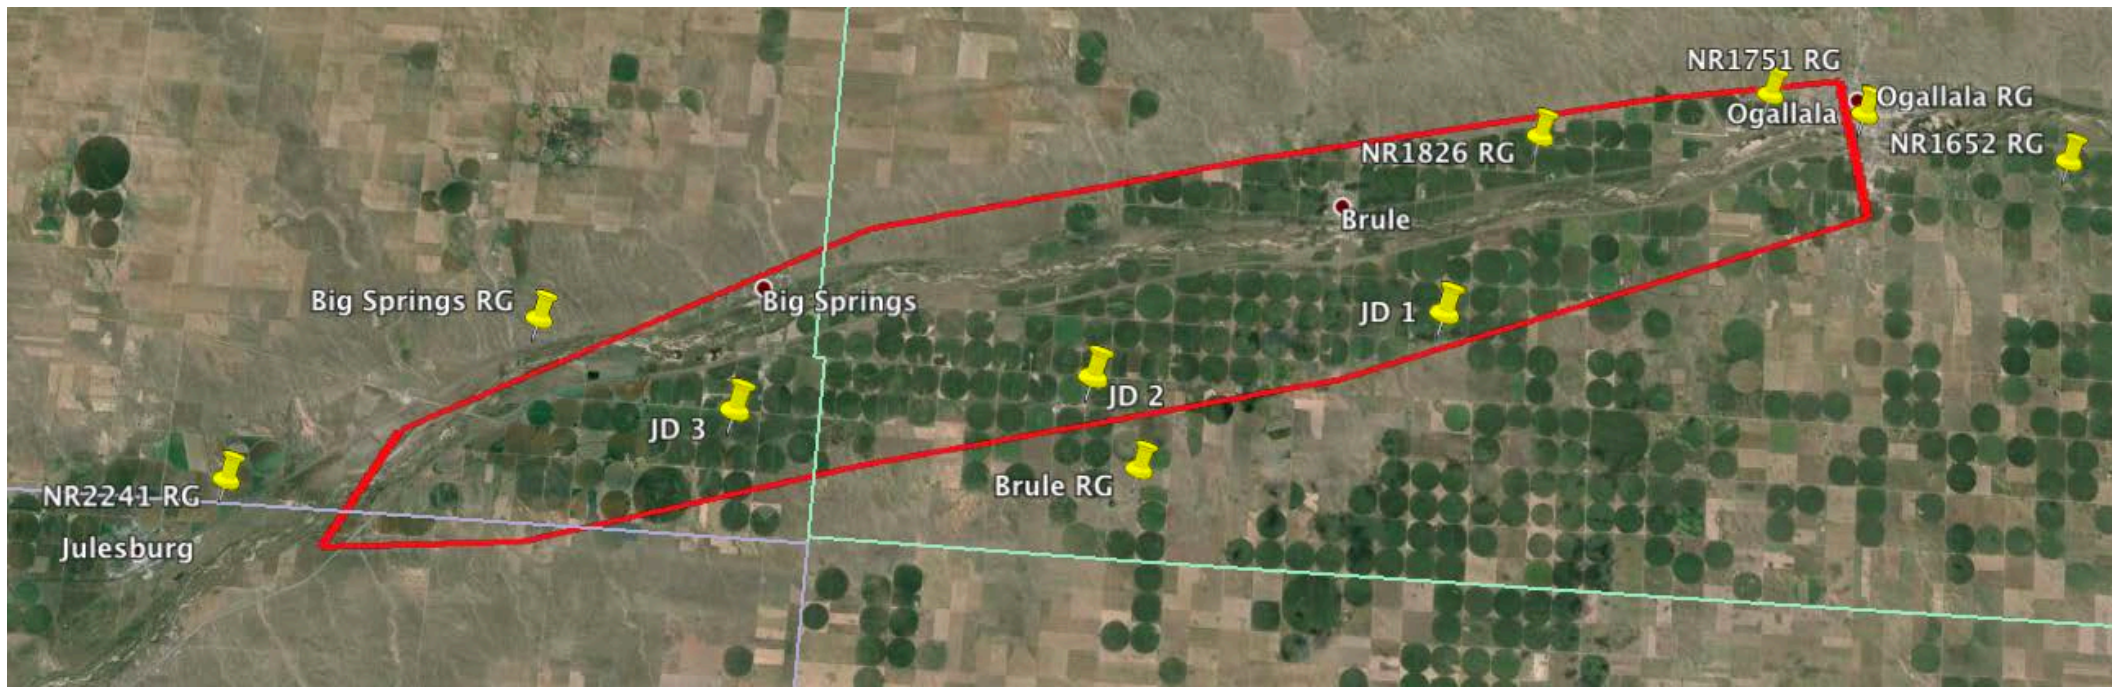 NR1751 RG
Ogallala RG
Ogallala
NR1652 RG
NR1826 RG
Brule
Big Springs RG
Big Springs
JD 1
JD 2
JD 3
Brule RG
NR2241 RG
Julesburg